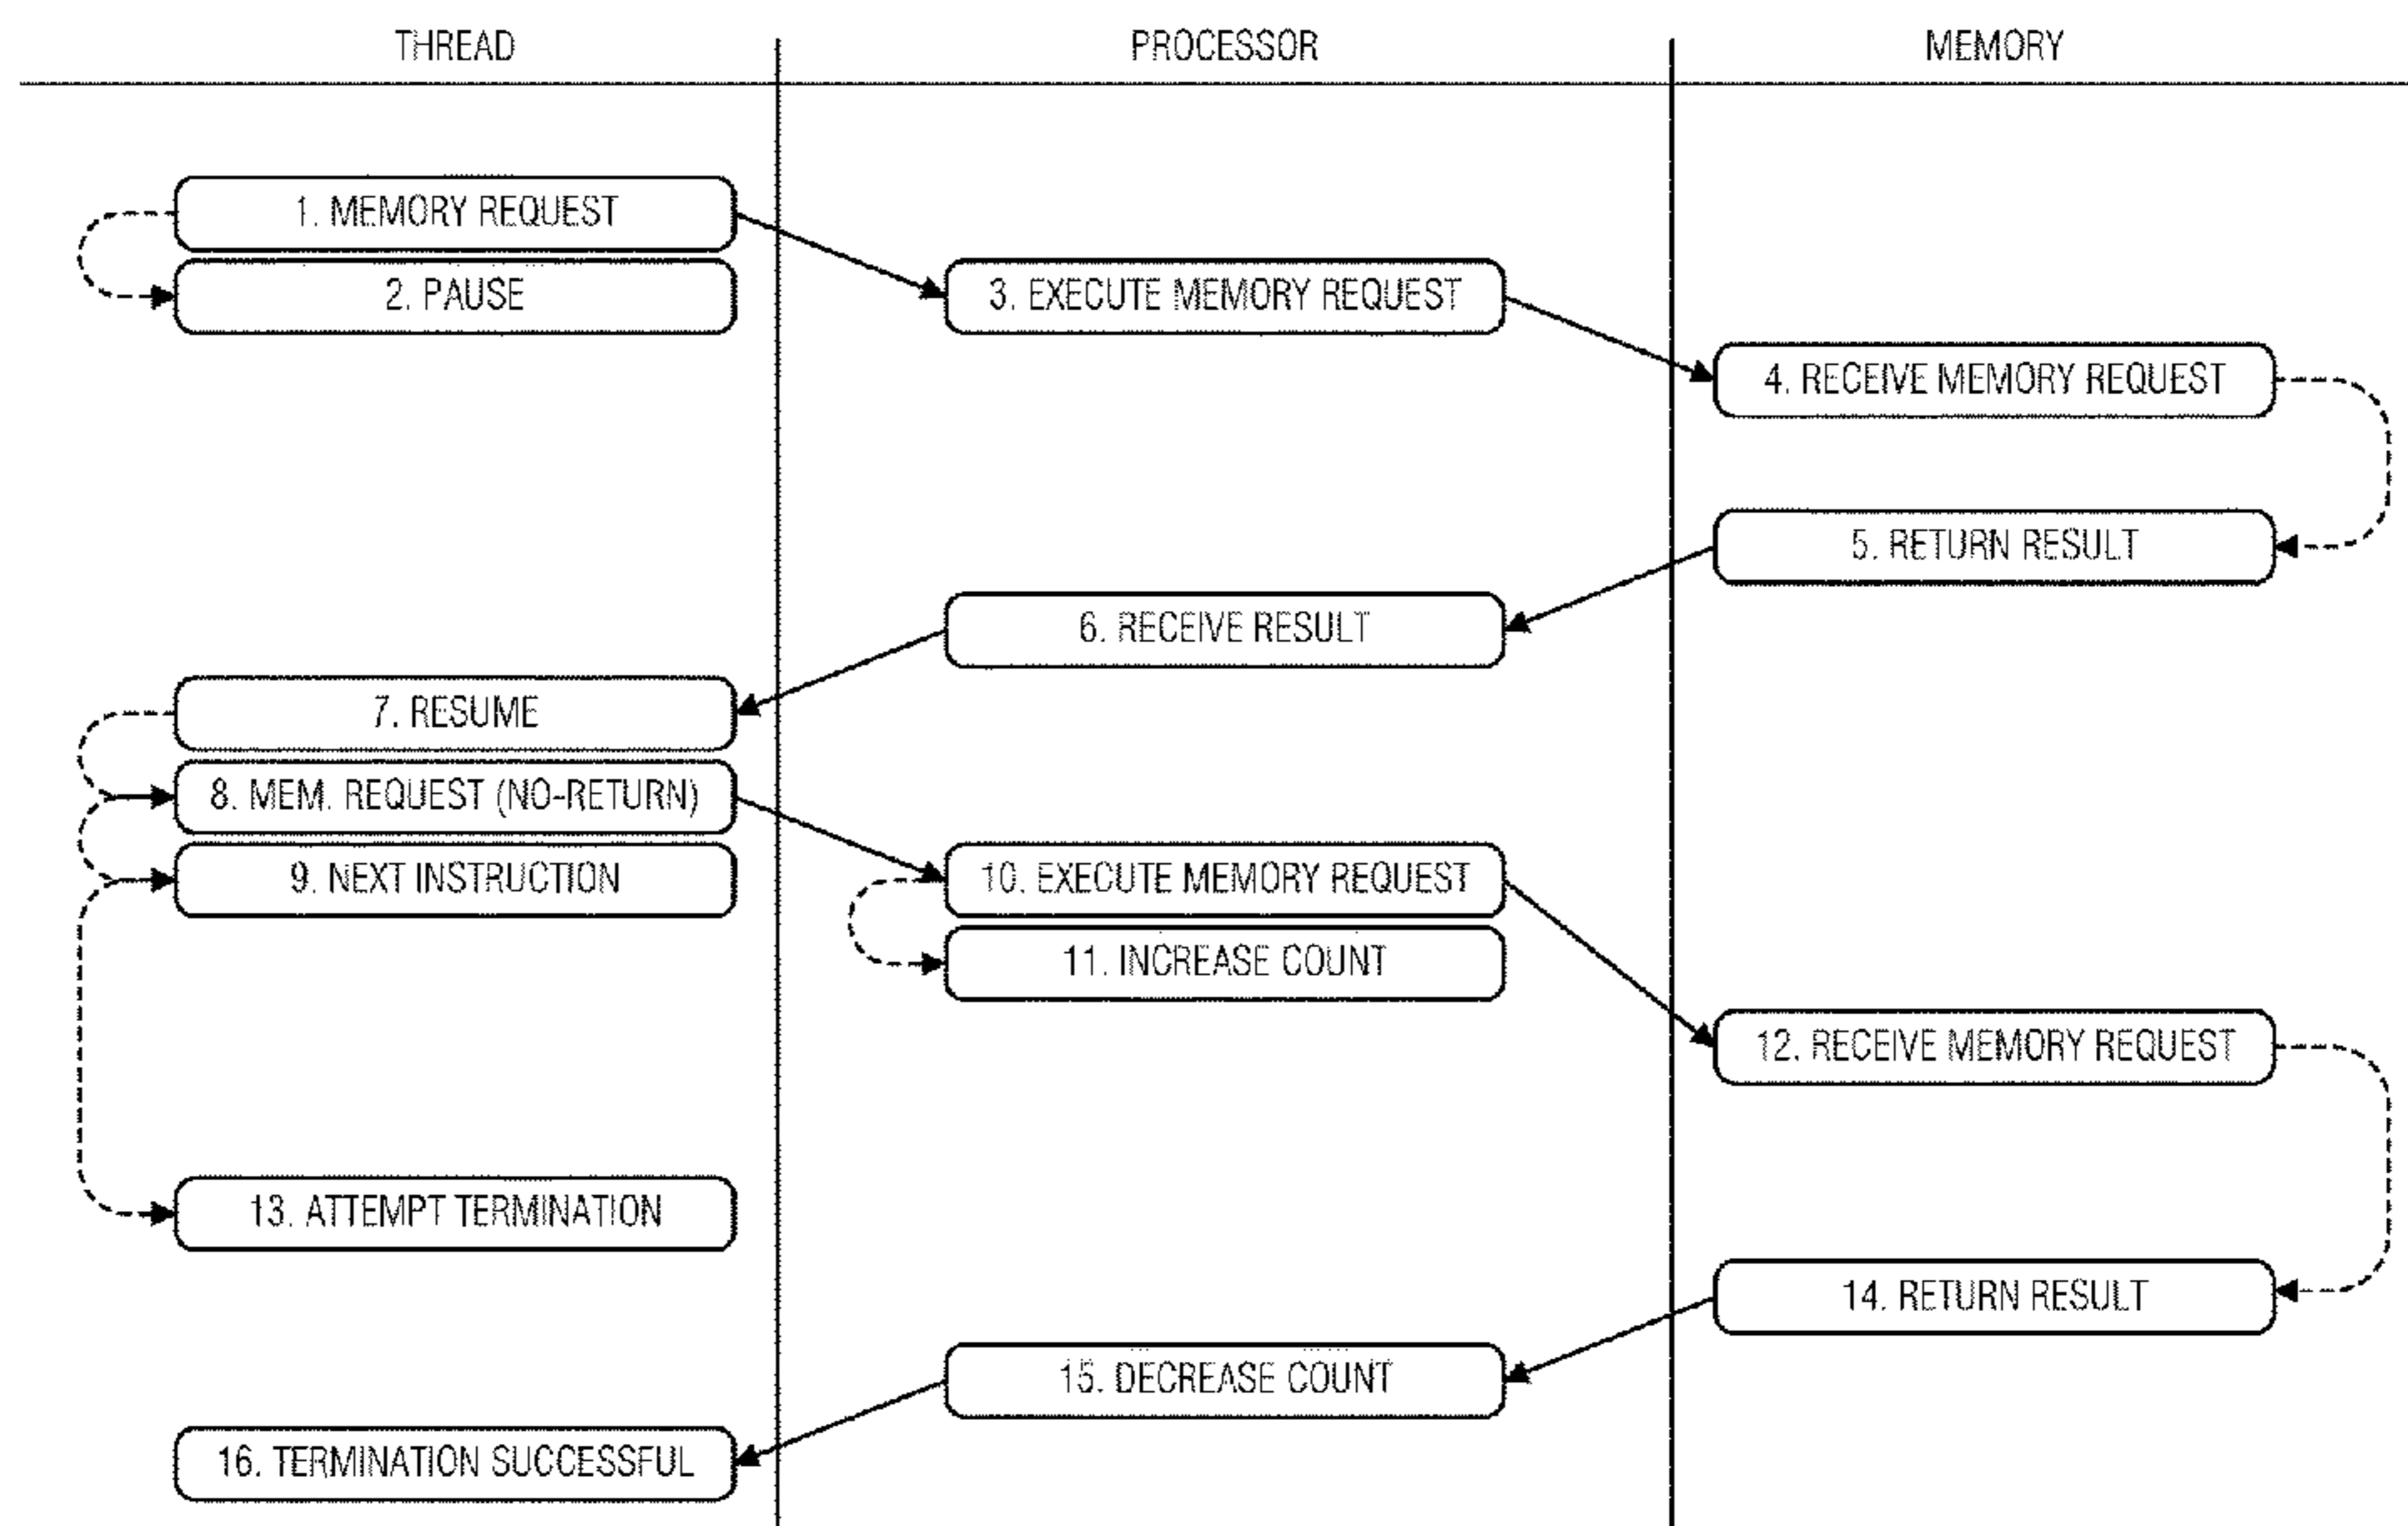 THREAD
PROCESSOR
MEMORY
1. MEMORY REQUEST
2. PAUSE
3. EXECUTE MEMORY REQUEST
4. RECEIVE MEMORY REQUEST
5. RETURN RESULT
6. RECEIVE RESULT
7. RESUME
8. MEM. REQUEST (NO-RETURN)
9. NEXT INSTRUCTION
10. EXECUTE MEMORY REQUEST
11. INCREASE COUNT
12. RECEIVE MEMORY REQUEST
13. ATTEMPT TERMINATION
14. RETURN RESULT
15. DECREASE COUNT
16. TERMINATION SUCCESSFUL